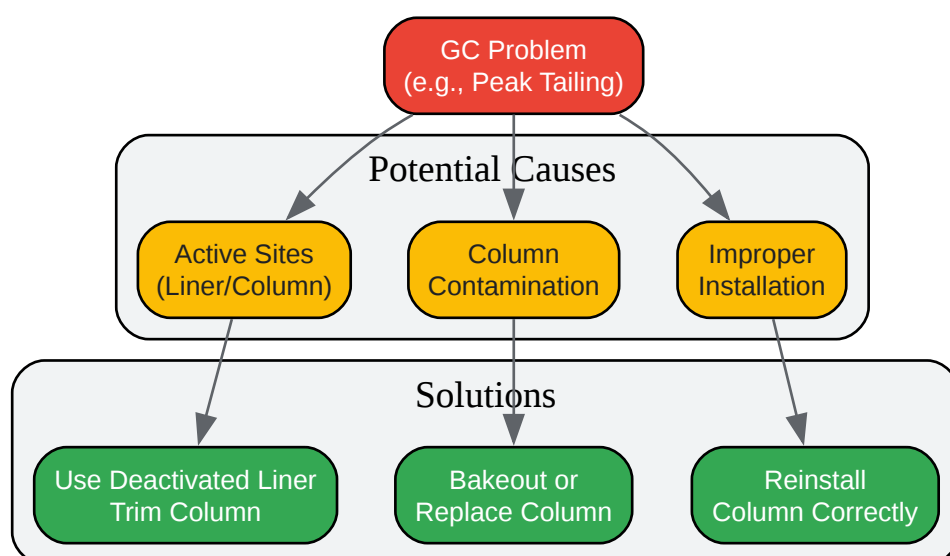 GC Problem
(e.g., Peak Tailing)
Potential Causes
Active Sites
(Liner/Column)
Column
Contamination
Improper
Installation
Solutions
Use Deactivated Liner
Trim Column
Bakeout or
Replace Column
Reinstall
Column Correctly